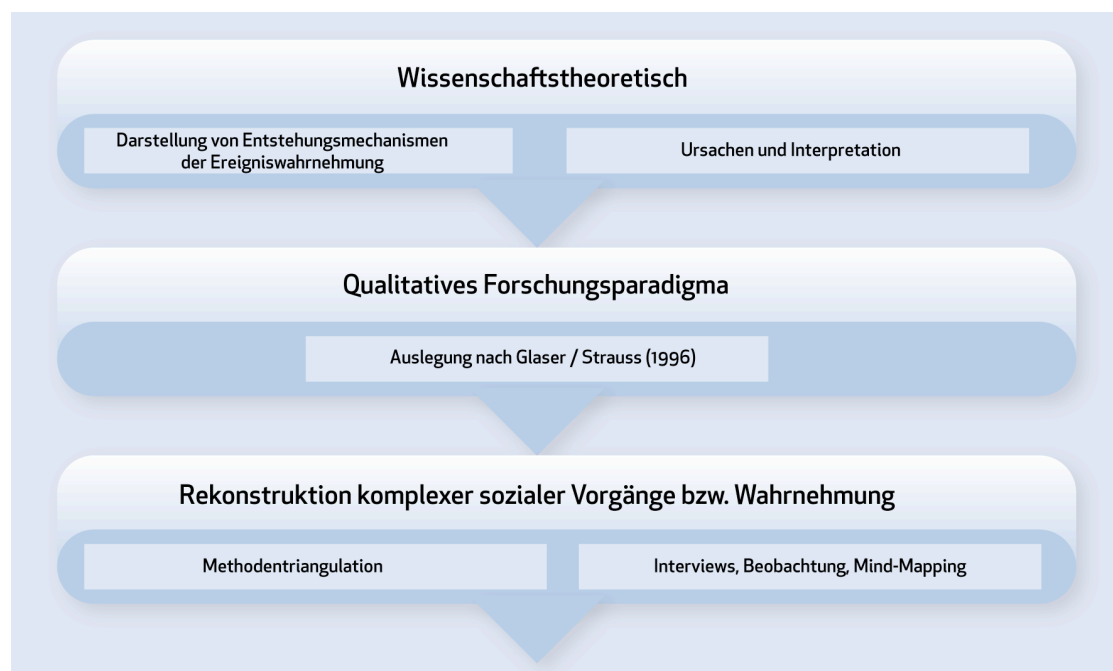 Wissenschaftstheoretisch
Darstellung von Entstehungsmechanismen
der Ereigniswahrnehmung
Ursachen und Interpretation
Qualitatives Forschungsparadigma
Auslegung nach Glaser / Strauss (1996)
Rekonstruktion komplexer sozialer Vorgänge bzw. Wahrnehmung
Methodentriangulation
Interviews, Beobachtung, Mind-Mapping